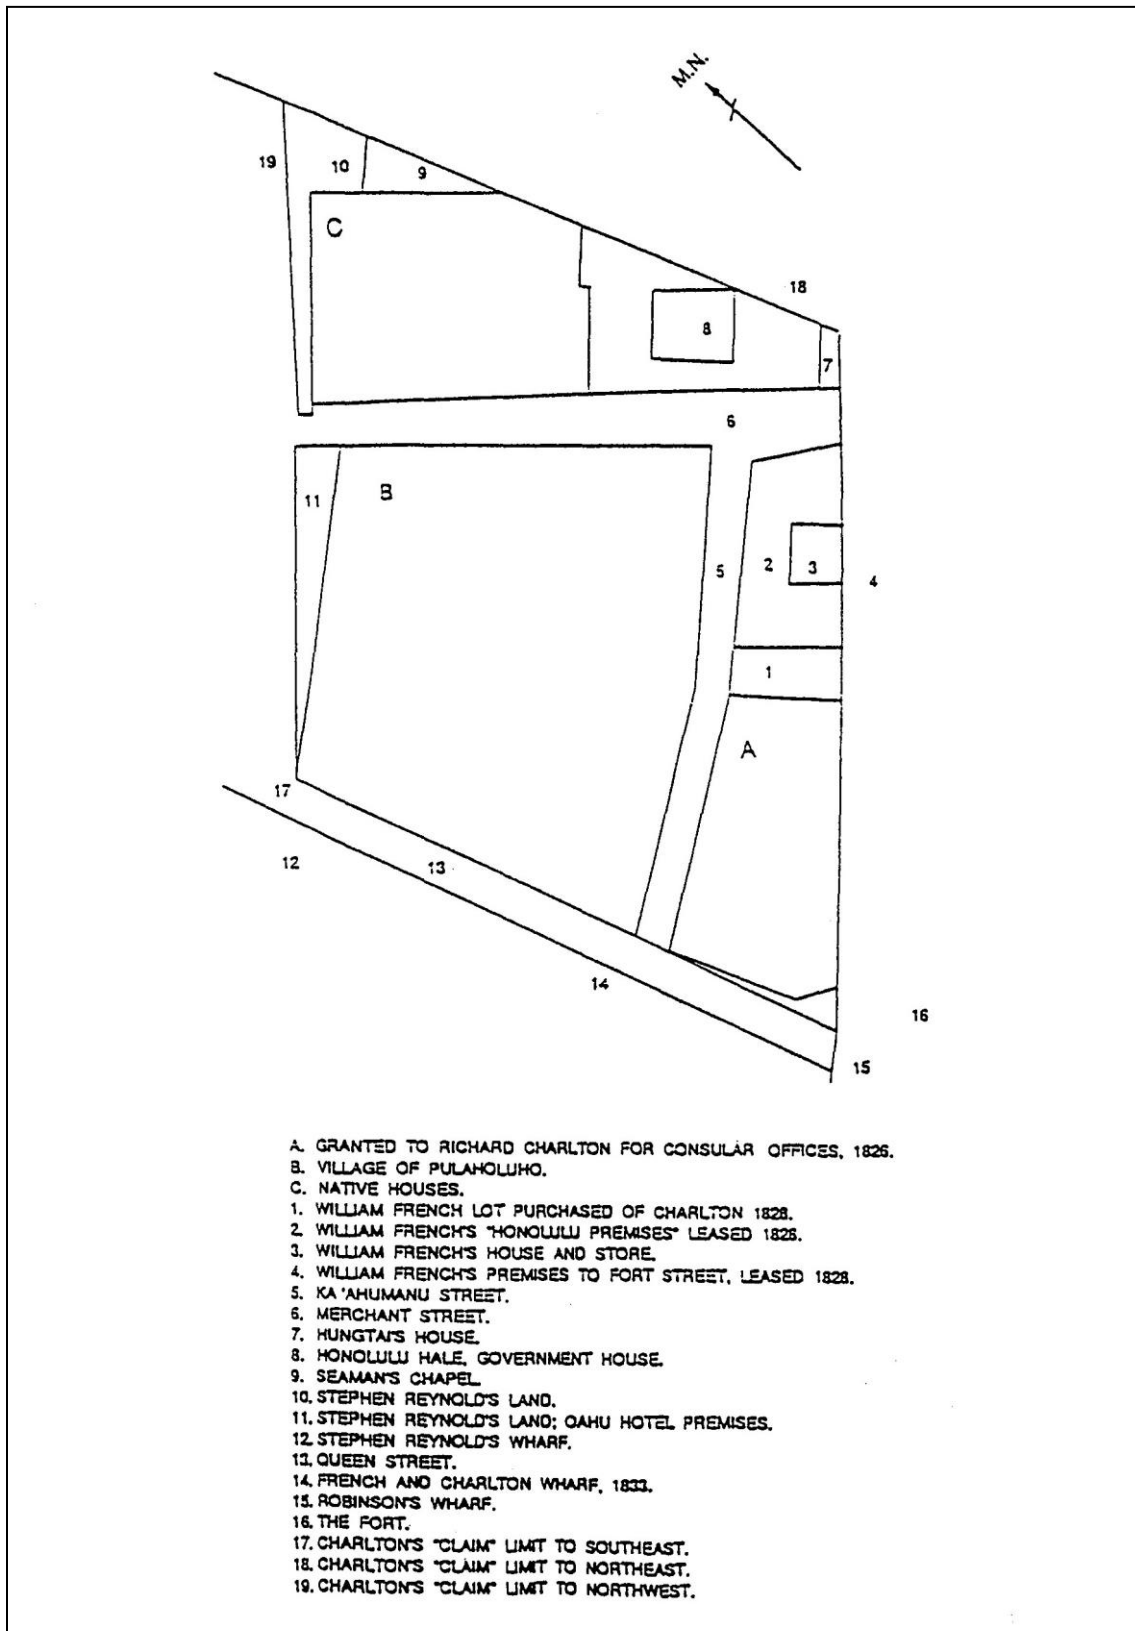 M.N.
19
10
9
C
18
8
7
6
11
B
5
2
3
4
1
A
17
12
13
14
16
15
A. GRANTED TO RICHARD CHARLTON FOR CONSULAR OFFICES, 1826.
B. VILLAGE OF PULAHOLUHO.
C. NATIVE HOUSES.
1. WILLIAM FRENCH LOT PURCHASED OF CHARLTON 1828.
2. WILLIAM FRENCH'S "HONOLULU PREMISES" LEASED 1828.
3. WILLIAM FRENCH'S HOUSE AND STORE.
4. WILLIAM FRENCH'S PREMISES TO FORT STREET, LEASED 1828.
5. KA'AHUMANU STREET.
6. MERCHANT STREET.
7. HUNGTAI'S HOUSE.
8. HONOLULU HALE, GOVERNMENT HOUSE.
9. SEAMAN'S CHAPEL
10. STEPHEN REYNOLD'S LAND.
11. STEPHEN REYNOLD'S LAND; OAHU HOTEL PREMISES.
12. STEPHEN REYNOLD'S WHARF.
13. QUEEN STREET.
14. FRENCH AND CHARLTON WHARF, 1833.
15. ROBINSON'S WHARF.
16. THE FORT.
17. CHARLTON'S "CLAIM" LIMIT TO SOUTHEAST.
18. CHARLTON'S "CLAIM" LIMIT TO NORTHEAST.
19. CHARLTON'S "CLAIM" LIMIT TO NORTHWEST.